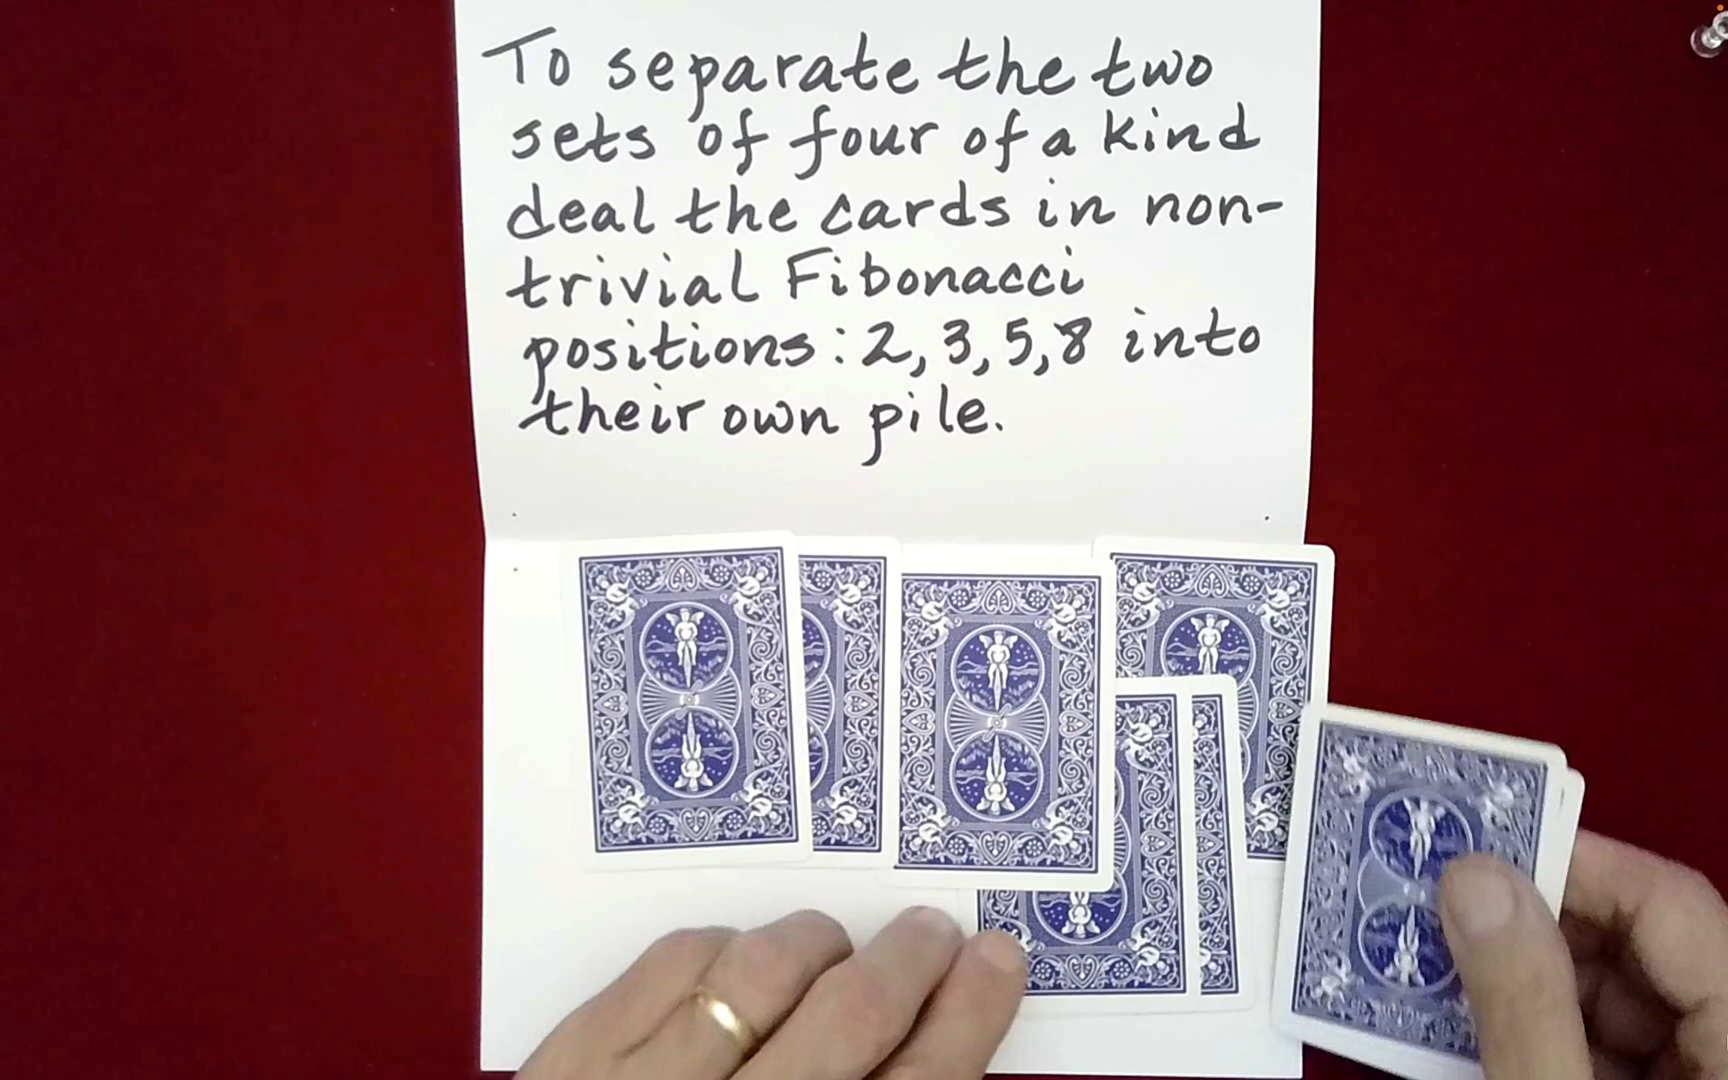 To separate the two
sets of four of a kind
deal the cards in non-
trivial Fibonacci
positions: 2, 3, 5, 8 into
their own pile.